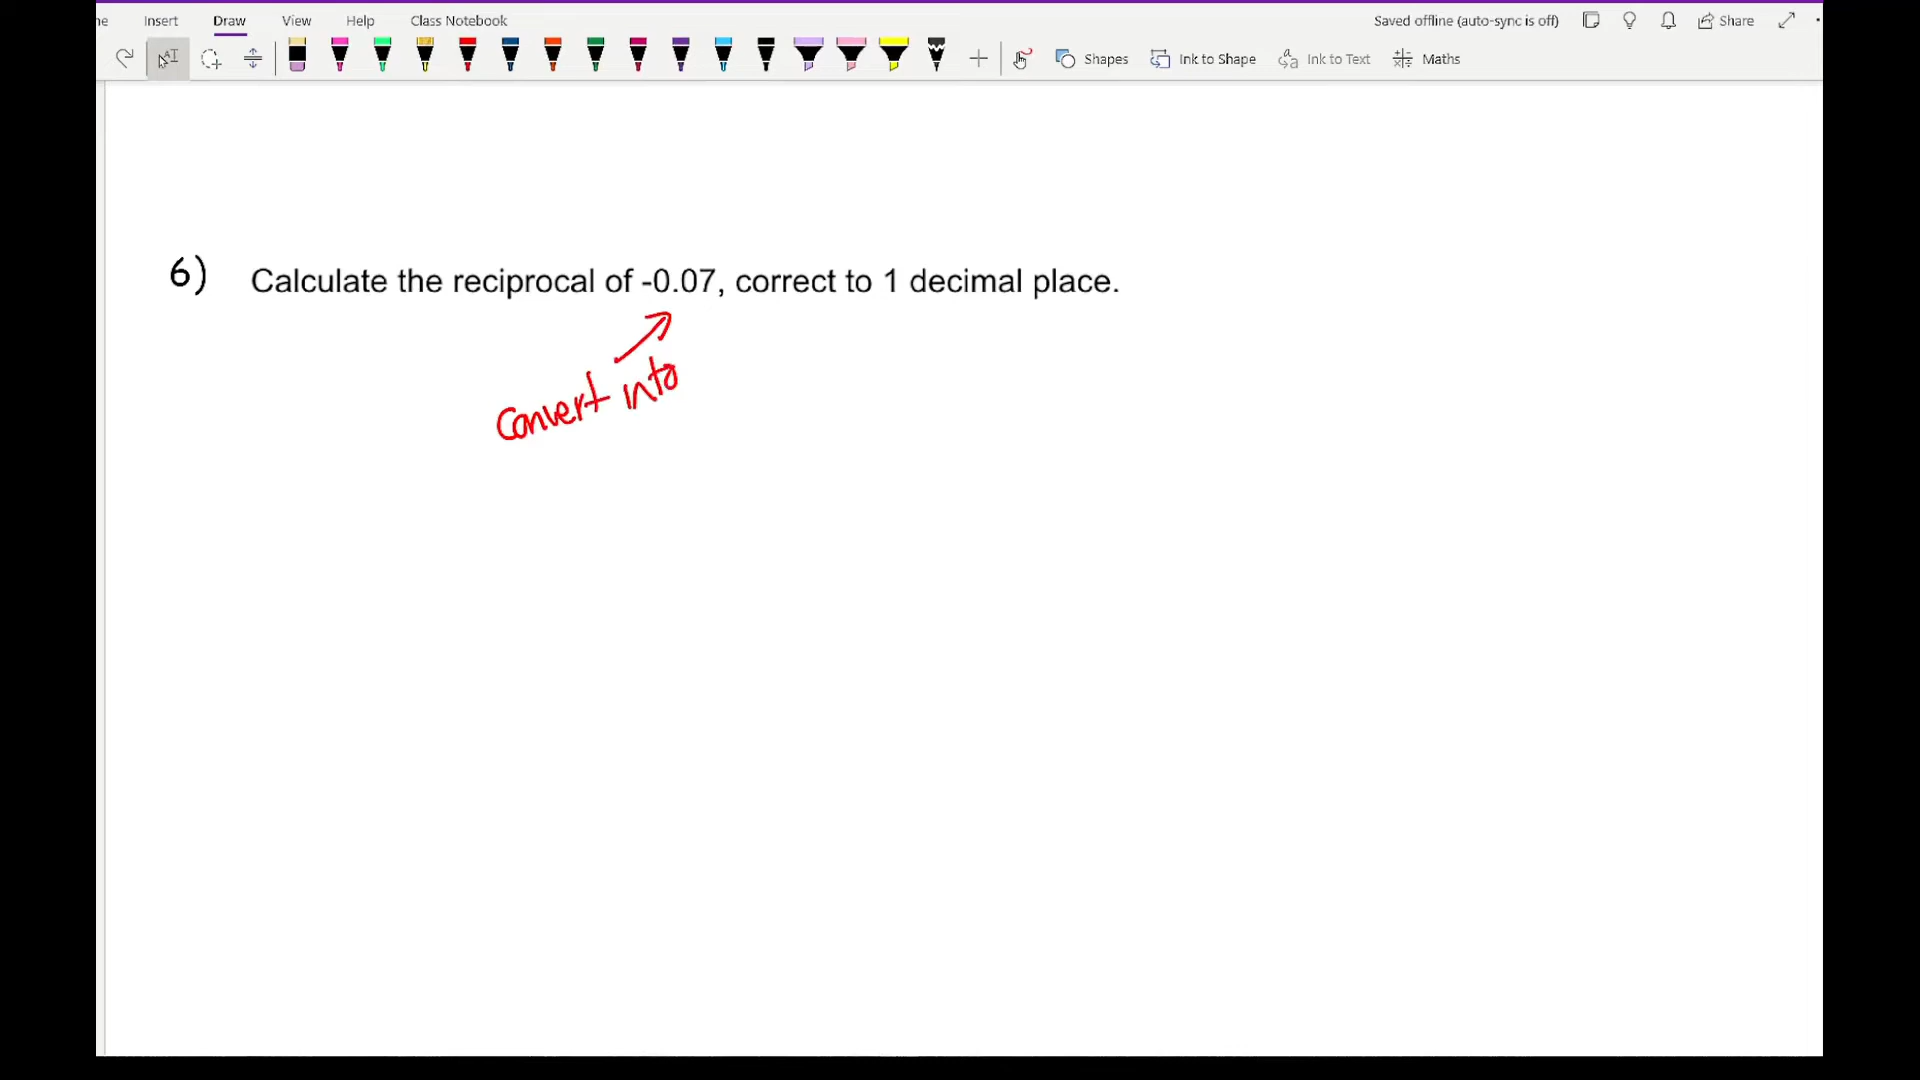 ne Insert Draw View Help Class Notebook Saved offline (auto-sync is off) Share
Shapes Ink to Shape Ink to Text Maths
6) Calculate the reciprocal of -0.07, correct to 1 decimal place.
Convert into